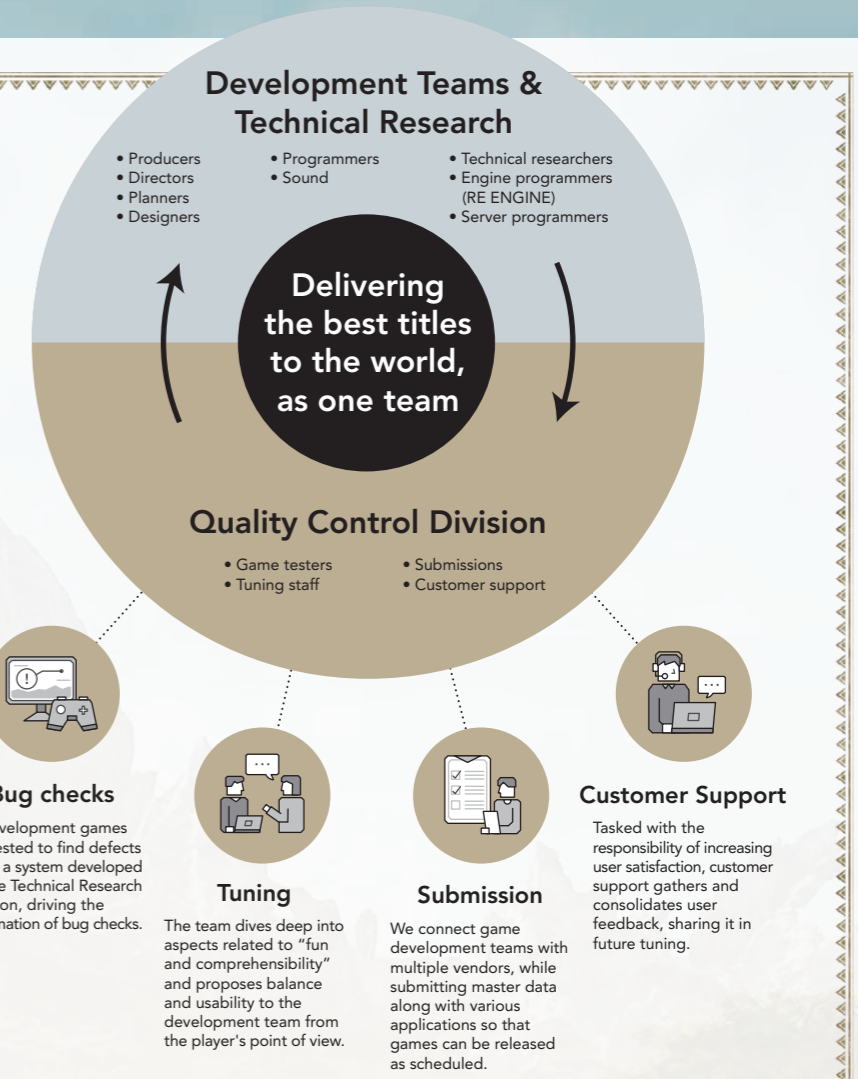 Development Teams &
Technical Research
• Producers
• Directors
• Planners
• Designers
• Programmers
• Sound
• Technical researchers
• Engine programmers
(RE ENGINE)
• Server programmers
Delivering
the best titles
to the world,
as one team
Quality Control Division
• Game testers
• Tuning staff
• Submissions
• Customer support
Bug checks
games
to find defects
a system developed
Technical Research
driving the
of bug checks.
Tuning
The team dives deep into
aspects related to “fun
and comprehensibility”
and proposes balance
and usability to the
development team from
the player's point of view.
Submission
We connect game
development teams with
multiple vendors, while
submitting master data
along with various
applications so that
games can be released
as scheduled.
Customer Support
Tasked with the
responsibility of increasing
user satisfaction, customer
support gathers and
consolidates user
feedback, sharing it in
future tuning.